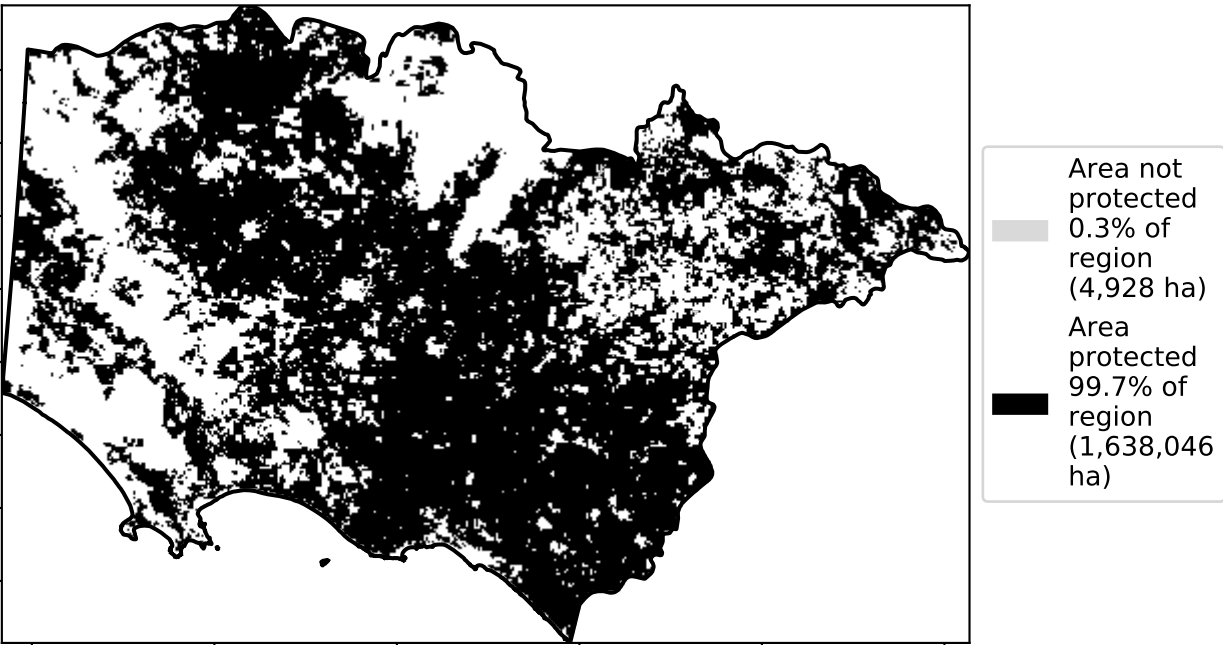 Area not
protected
0.3% of
region
(4,928 ha)
Area
protected
99.7% of
region
(1,638,046
ha)